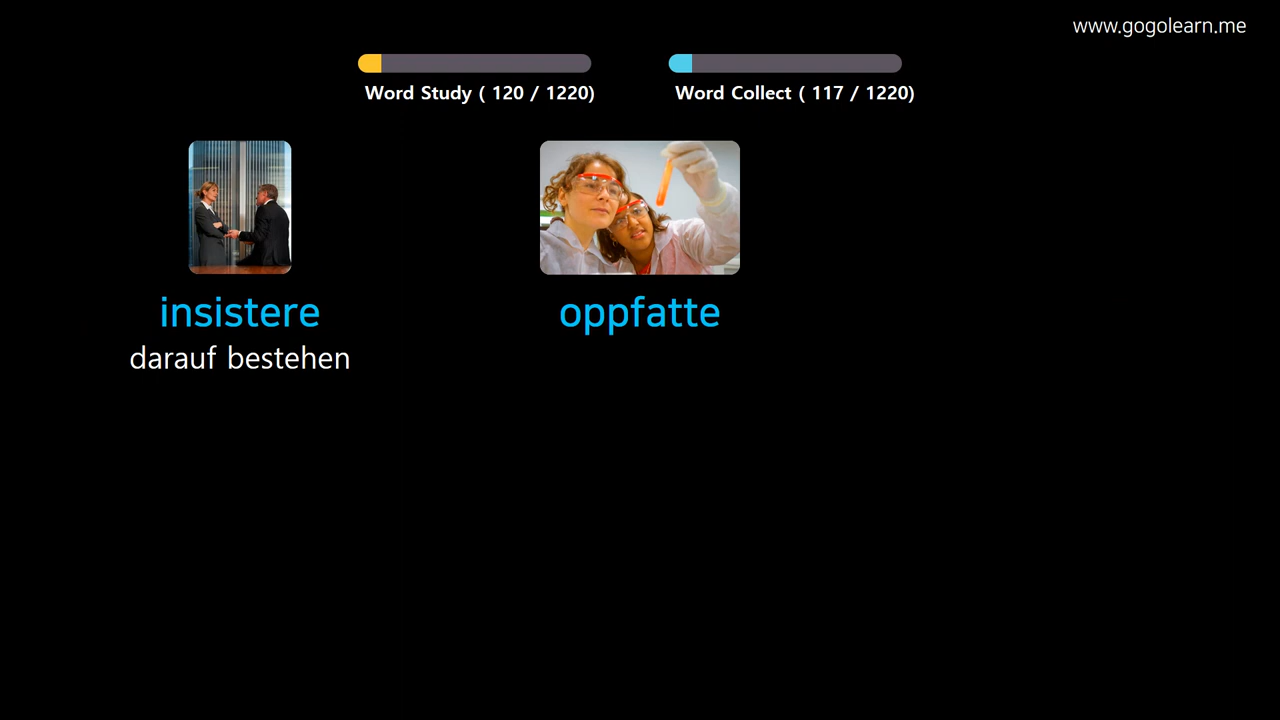 www.gogolearn.me
Word Study ( 120 / 1220)
Word Collect ( 117 / 1220)
insistere
oppfatte
darauf bestehen